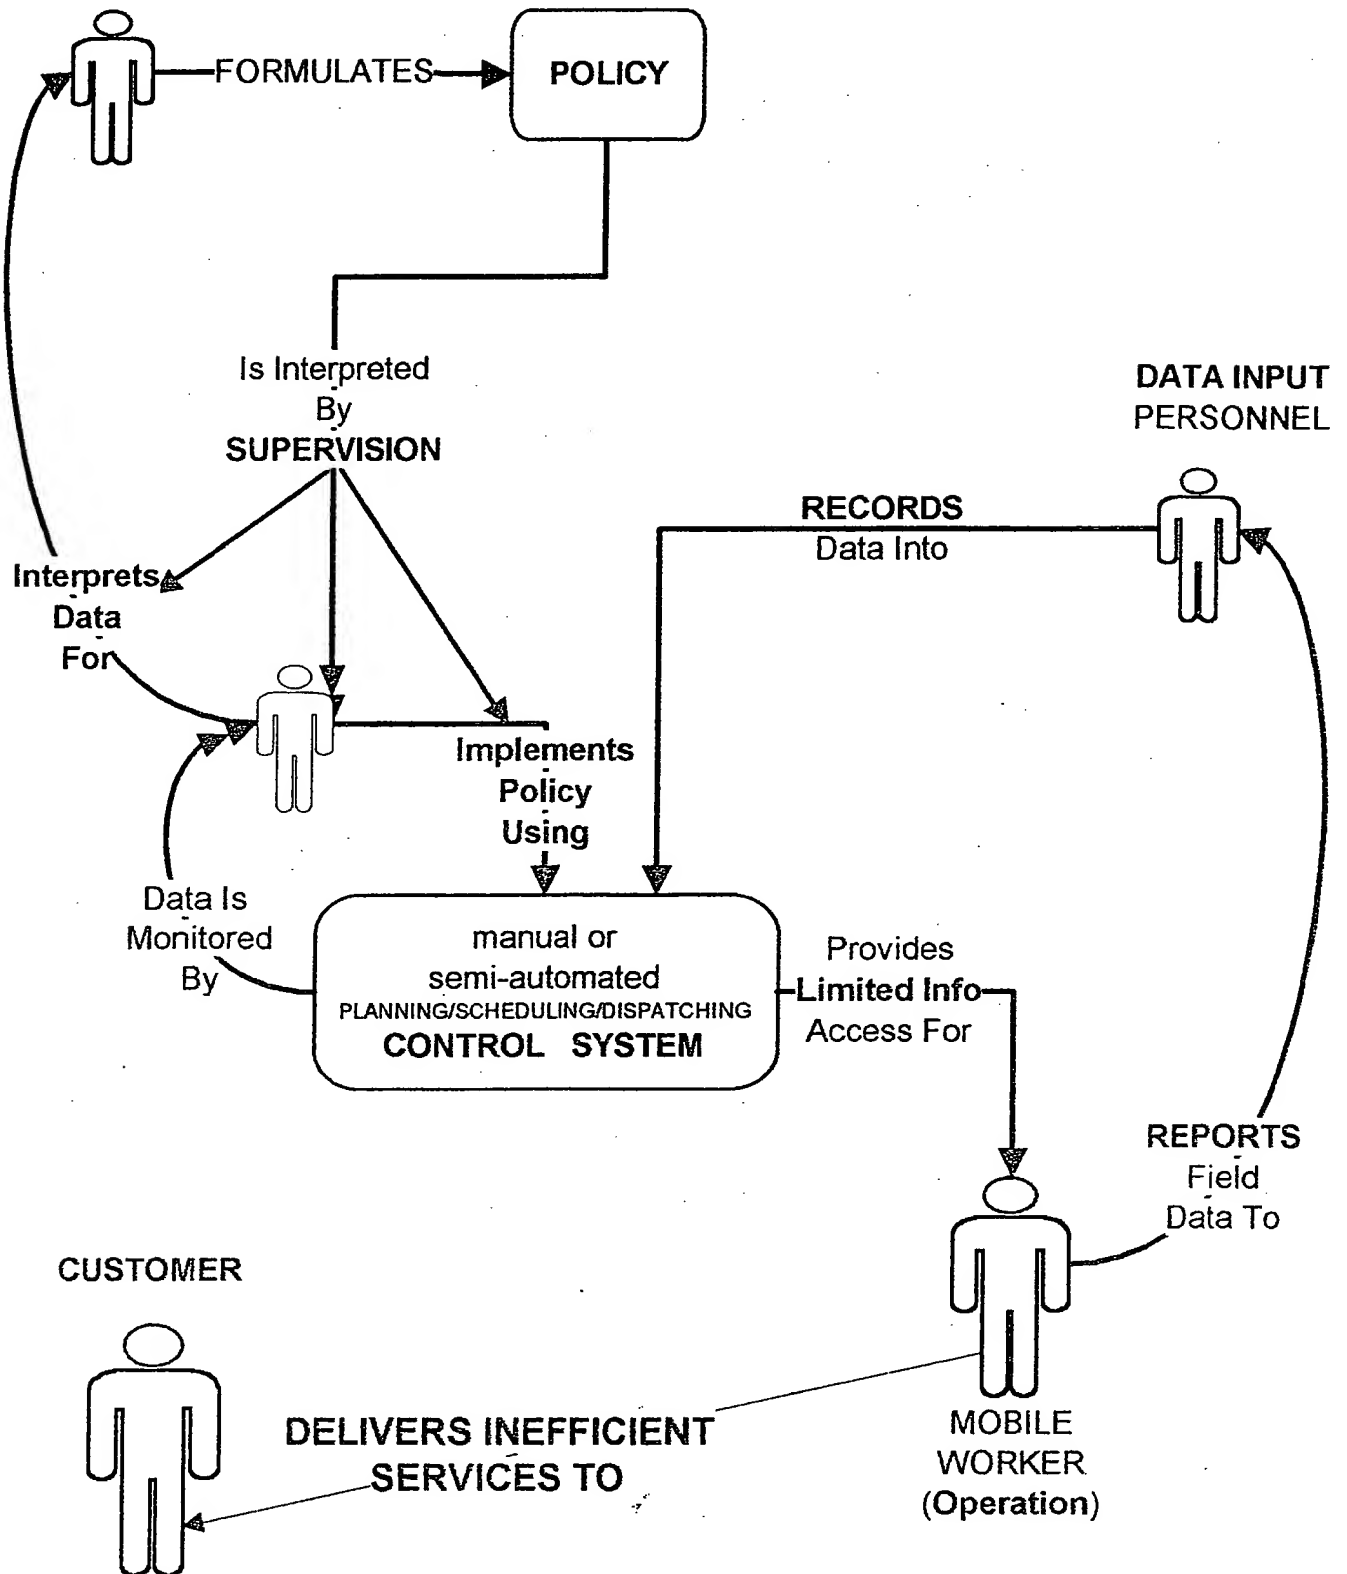 FORMULATES
POLICY
Is Interpreted
By
SUPERVISION
DATA INPUT
PERSONNEL
RECORDS
Data Into
Interprets
Data
For
Implements
Policy
Using
Data Is
Monitored
By
manual or
semi-automated
PLANNING/SCHEDULING/DISPATCHING
CONTROL SYSTEM
Provides
Limited Info
Access For
REPORTS
Field
Data To
CUSTOMER
DELIVERS INEFFICIENT
SERVICES TO
MOBILE
WORKER
(Operation)